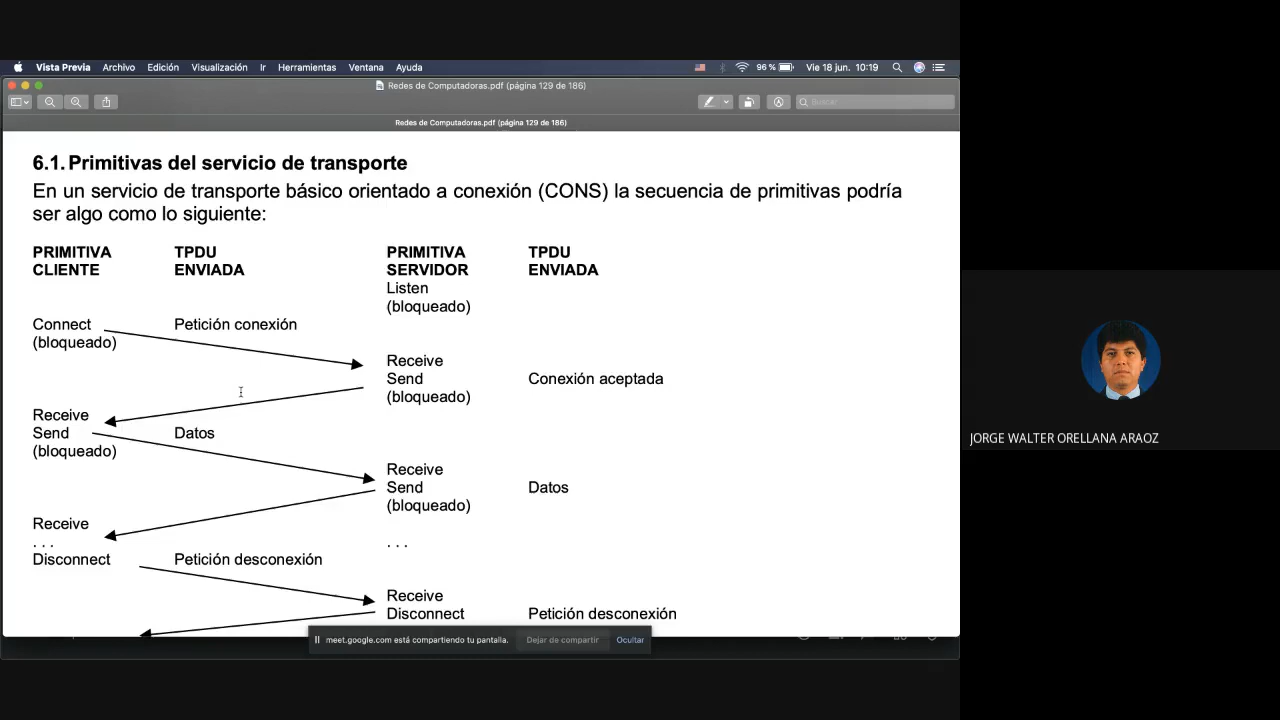 Vista Previa Archivo Edición Visualización Ir Herramientas Ventana Ayuda 96 % Vie 18 jun. 10:19
Redes de Computadoras.pdf (página 129 de 186)
Buscar
Redes de Computadoras.pdf (página 129 de 186)
6.1. Primitivas del servicio de transporte
En un servicio de transporte básico orientado a conexión (CONS) la secuencia de primitivas podría
ser algo como lo siguiente:
PRIMITIVA TPDU PRIMITIVA TPDU
CLIENTE ENVIADA SERVIDOR ENVIADA
Listen
(bloqueado)
Connect Petición conexión
(bloqueado)
Receive
Send Conexión aceptada
(bloqueado)
Receive
Send Datos
(bloqueado)
Receive
Send Datos
(bloqueado)
Receive
. . . . . .
Disconnect Petición desconexión
Receive
Disconnect Petición desconexión
meet.google.com está compartiendo tu pantalla. Dejar de compartir Ocultar
JORGE WALTER ORELLANA ARAOZ